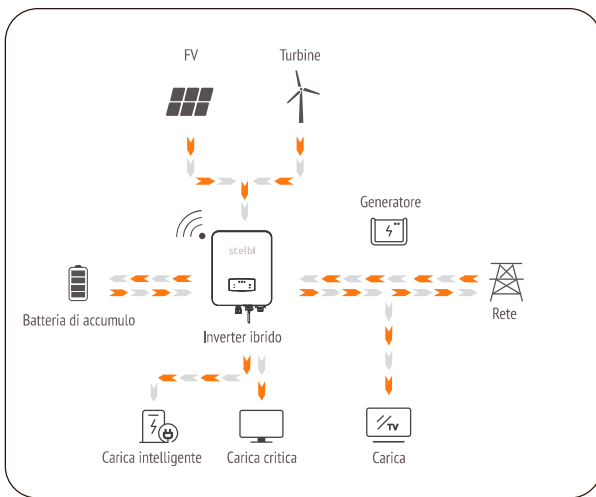 FV
Turbine
Generatore
stelbi
Batteria di accumulo
Inverter ibrido
Rete
TV
Carica intelligente
Carica critica
Carica